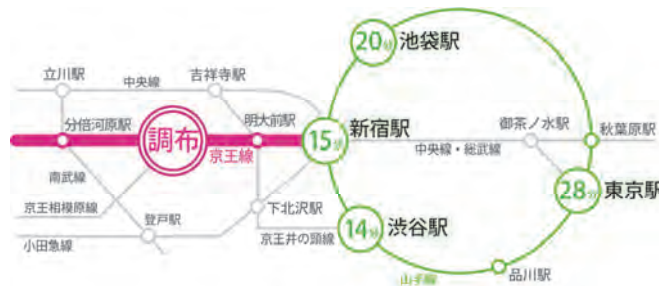 20分 池袋駅
立川駅
吉祥寺駅
中央線
分倍河原駅
調布
明大前駅
15分 新宿駅
御茶ノ水駅
秋葉原駅
京王線
中央線・総武線
南武線
28分 東京駅
京王相模原線
登戸駅
下北沢駅
14分 渋谷駅
小田急線
京王井の頭線
品川駅
山手線